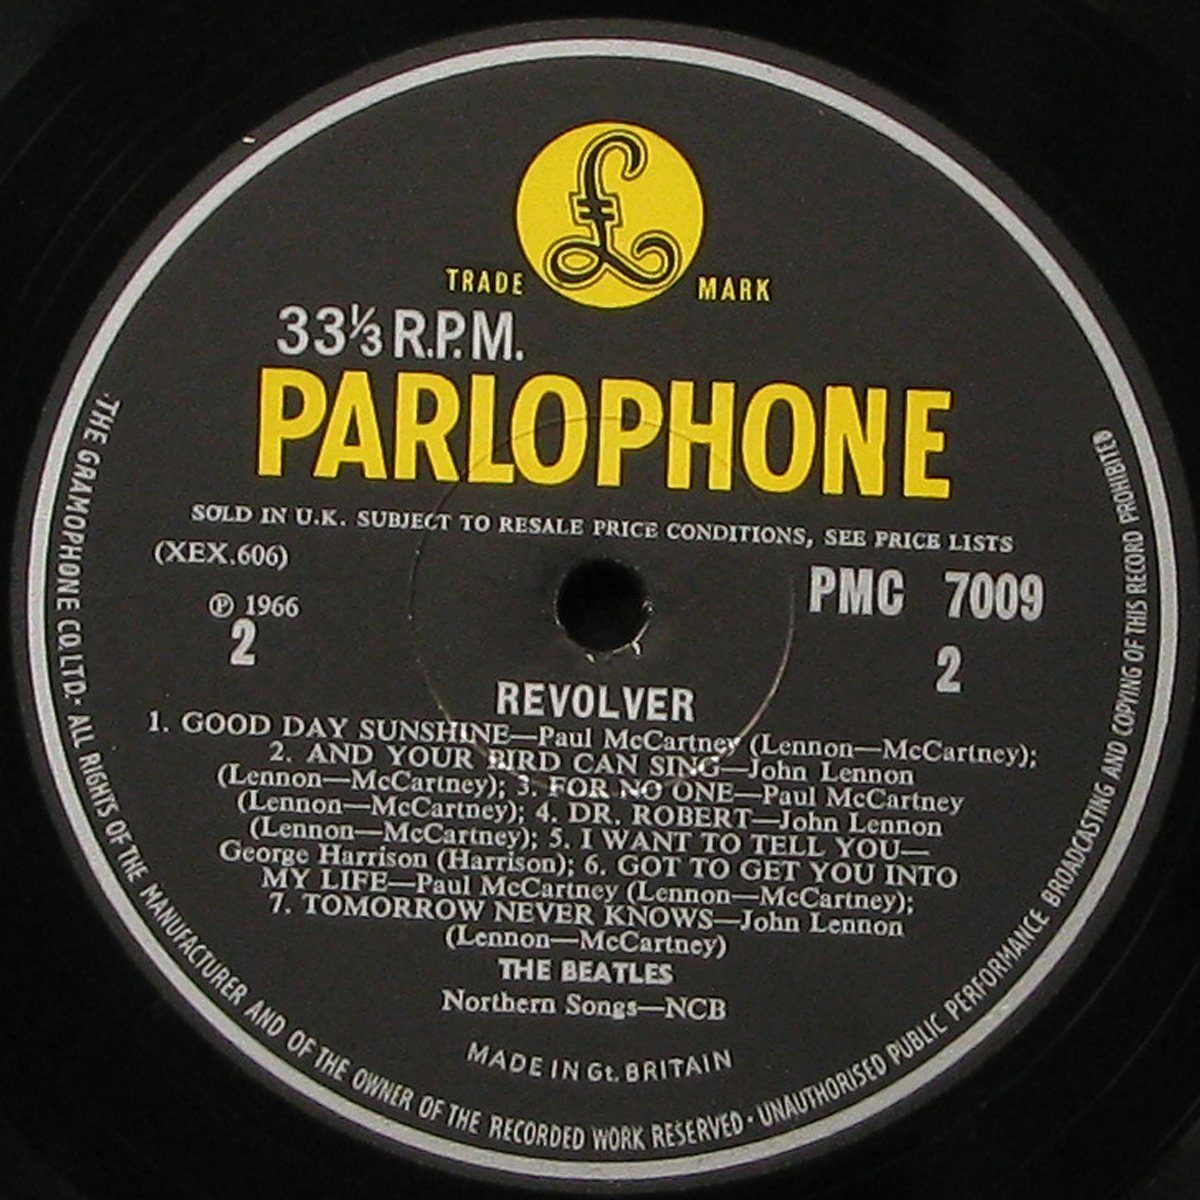 £
TRADE MARK
33⅓ R.P.M.
PARLOPHONE
SOLD IN U.K. SUBJECT TO RESALE PRICE CONDITIONS, SEE PRICE LISTS
(XEX.606)
PMC 7009
℗ 1966
2
2
REVOLVER
1. GOOD DAY SUNSHINE—Paul McCartney (Lennon—McCartney);
2. AND YOUR BIRD CAN SING—John Lennon
(Lennon—McCartney); 3. FOR NO ONE—Paul McCartney
(Lennon—McCartney); 4. DR. ROBERT—John Lennon
(Lennon—McCartney); 5. I WANT TO TELL YOU—
George Harrison (Harrison); 6. GOT TO GET YOU INTO
MY LIFE—Paul McCartney (Lennon—McCartney);
7. TOMORROW NEVER KNOWS—John Lennon
(Lennon—McCartney)
THE BEATLES
Northern Songs—NCB
MADE IN Gt. BRITAIN
THE GRAMOPHONE CO. LTD. · ALL RIGHTS OF THE MANUFACTURER AND OF THE OWNER OF THE RECORDED WORK RESERVED · UNAUTHORISED PUBLIC PERFORMANCE BROADCASTING AND COPYING OF THIS RECORD PROHIBITED